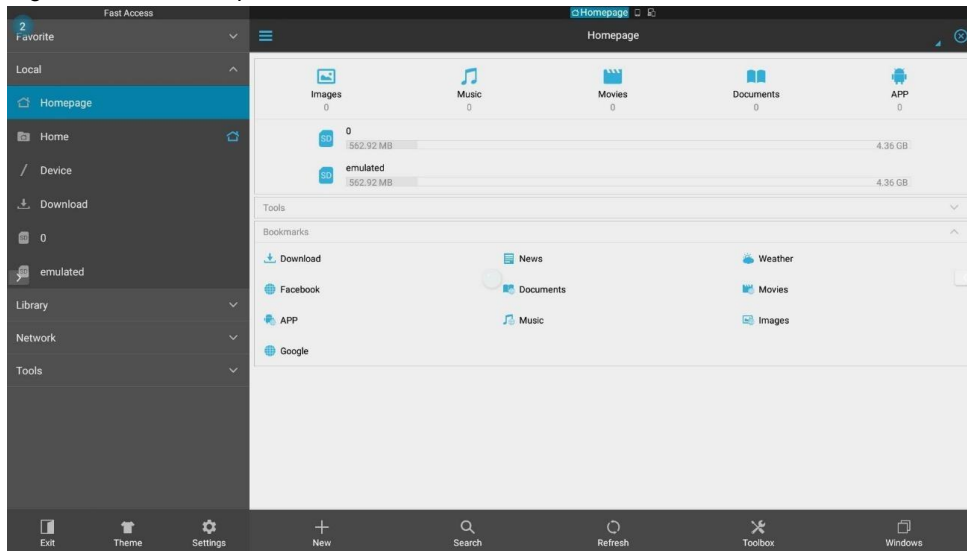 Fast Access
Homepage
2
Favorite
Homepage
Local
Homepage
Home
Device
Download
0
emulated
Library
Network
Tools
Images
0
Music
0
Movies
0
Documents
0
APP
0
SD
0
562.92 MB
4.36 GB
SD
emulated
562.92 MB
4.36 GB
Tools
Bookmarks
Download
News
Weather
Facebook
Documents
Movies
APP
Music
Images
Google
Exit
Theme
Settings
New
Search
Refresh
Toolbox
Windows